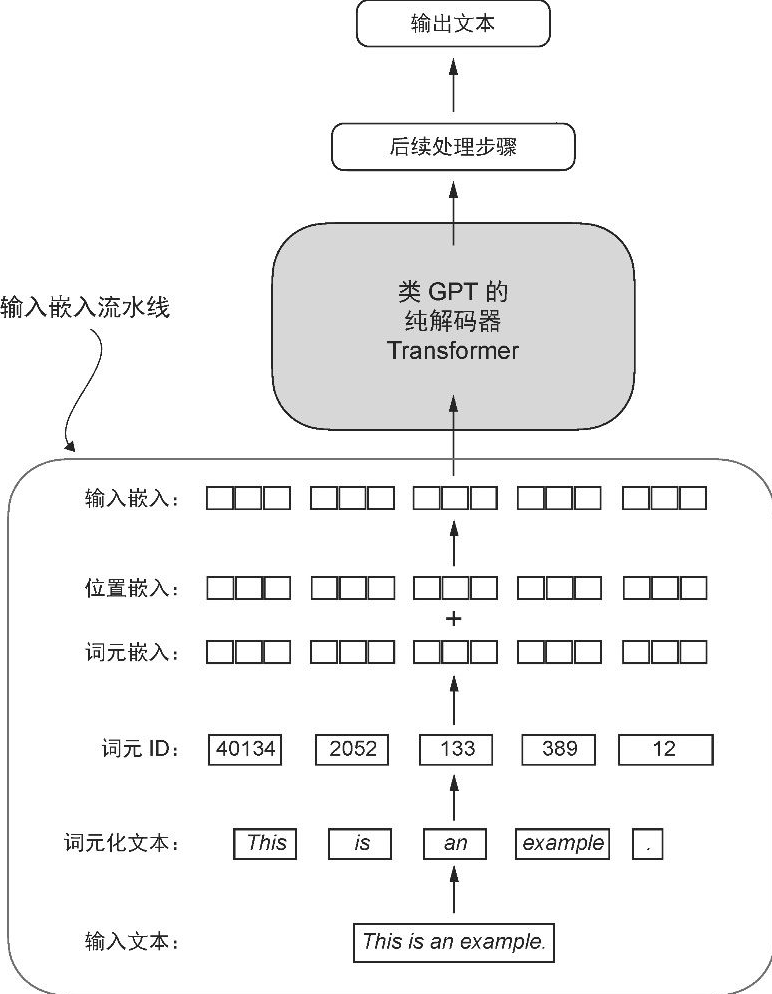 输出文本
后续处理步骤
类 GPT 的
纯解码器
Transformer
输入嵌入流水线
输入嵌入：
位置嵌入：
+
词元嵌入：
词元 ID： 40134 2052 133 389 12
词元化文本： This is an example .
输入文本： This is an example.